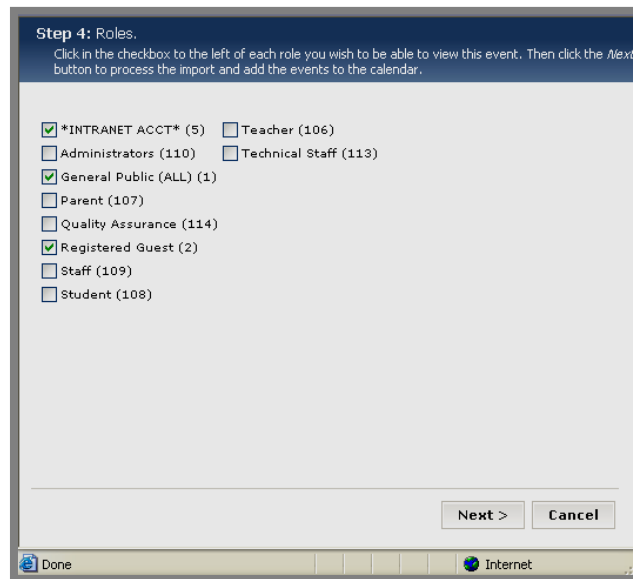 Step 4: Roles.
Click in the checkbox to the left of each role you wish to be able to view this event. Then click the Next
button to process the import and add the events to the calendar.
*INTRANET ACCT* (5) Teacher (106)
Administrators (110) Technical Staff (113)
General Public (ALL) (1)
Parent (107)
Quality Assurance (114)
Registered Guest (2)
Staff (109)
Student (108)
Next > Cancel
Done Internet